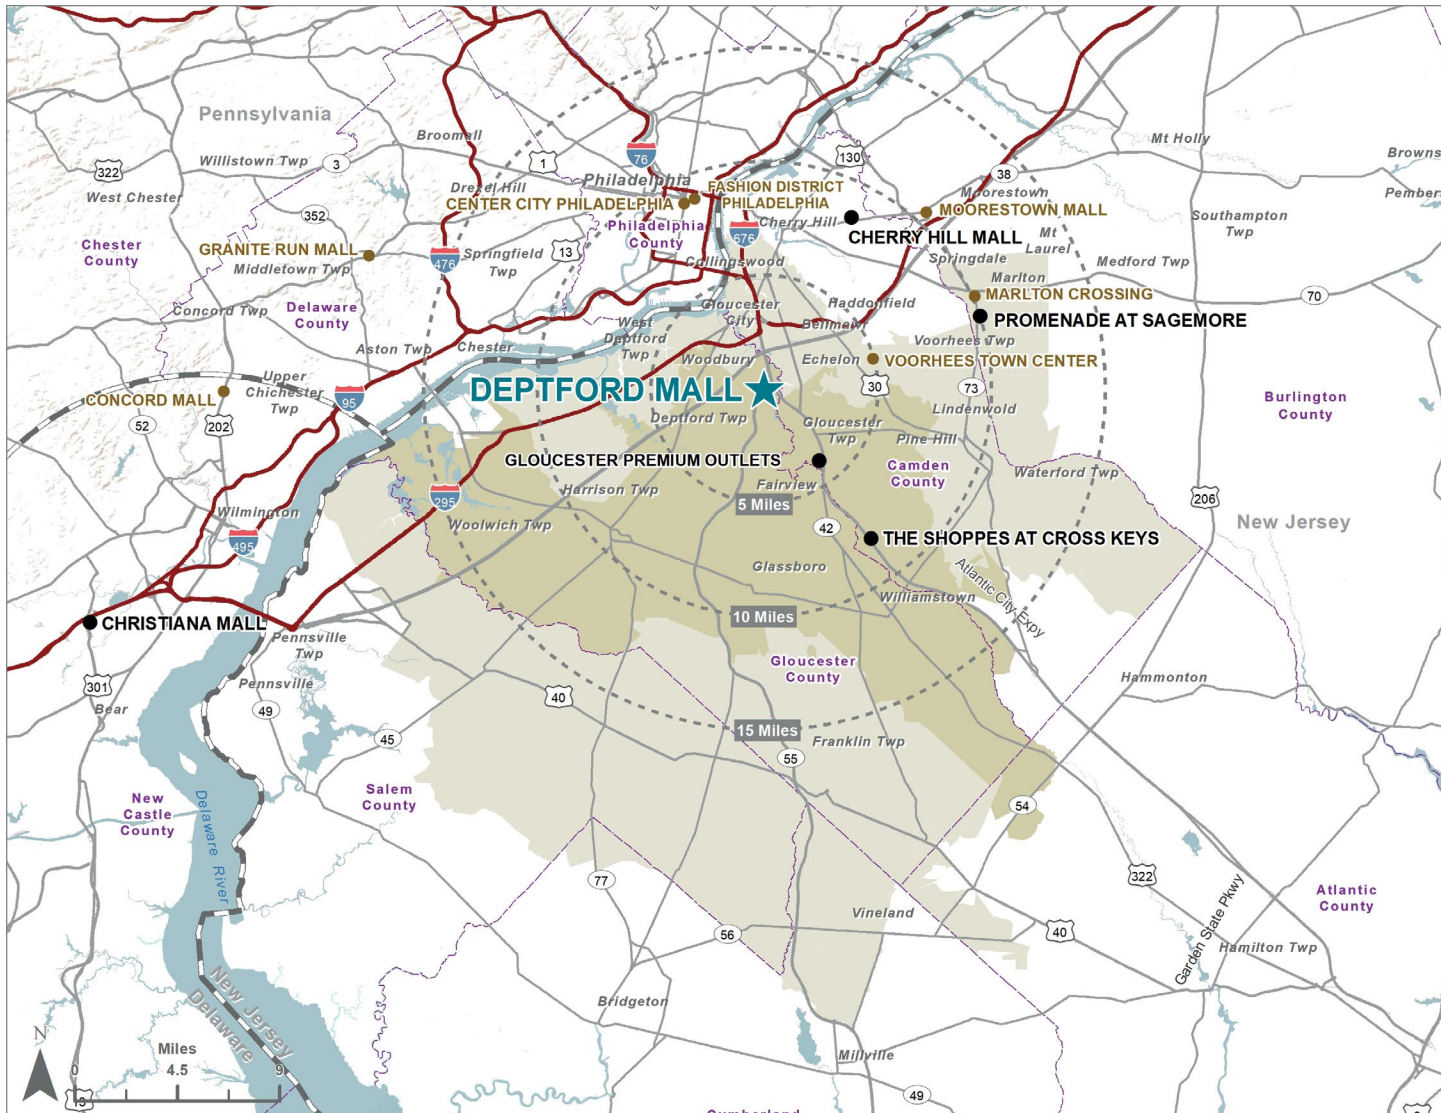 Pennsylvania
Broomall
76
1
130
Mt Holly
Browns
322
Willistown Twp
3
38
West Chester
Drexel Hill
Philadelphia
FASHION DISTRICT
PHILADELPHIA
Moorestown
Pember
CENTER CITY PHILADELPHIA
MOORESTOWN MALL
352
Philadelphia
County
676
Cherry Hill
CHERRY HILL MALL
Southampton
Twp
Chester
County
GRANITE RUN MALL
Middletown Twp
476
Springfield
Twp
13
Collingswood
Springdale
Mt
Laurel
Medford Twp
Marlton
MARLTON CROSSING
70
Concord Twp
Delaware
County
West
Deptford
Twp
Gloucester
City
Haddonfield
Bellmawr
PROMENADE AT SAGEMORE
Aston Twp
Chester
Woodbury
Echelon
Voorhees Twp
VOORHEES TOWN CENTER
Upper
Chichester
Twp
CONCORD MALL
95
DEPTFORD MALL
30
73
Burlington
County
52
202
Deptford Twp
Gloucester
Twp
Lindenwold
Pine Hill
GLOUCESTER PREMIUM OUTLETS
Camden
County
Waterford Twp
Harrison Twp
Fairview
295
5 Miles
206
Wilmington
495
Woolwich Twp
42
New Jersey
THE SHOPPES AT CROSS KEYS
Glassboro
Atlantic City Expy
Williamstown
10 Miles
CHRISTIANA MALL
Pennsville
Twp
Gloucester
County
Hammonton
301
Pennsville
40
Bear
49
15 Miles
45
Franklin Twp
55
Salem
County
New
Castle
County
Delaware River
54
77
322
Atlantic
County
Vineland
56
40
Garden State Pkwy
Hamilton Twp
New Jersey
Delaware
Bridgeton
N
Miles
0
4.5
9
Millville
49
Cumberland